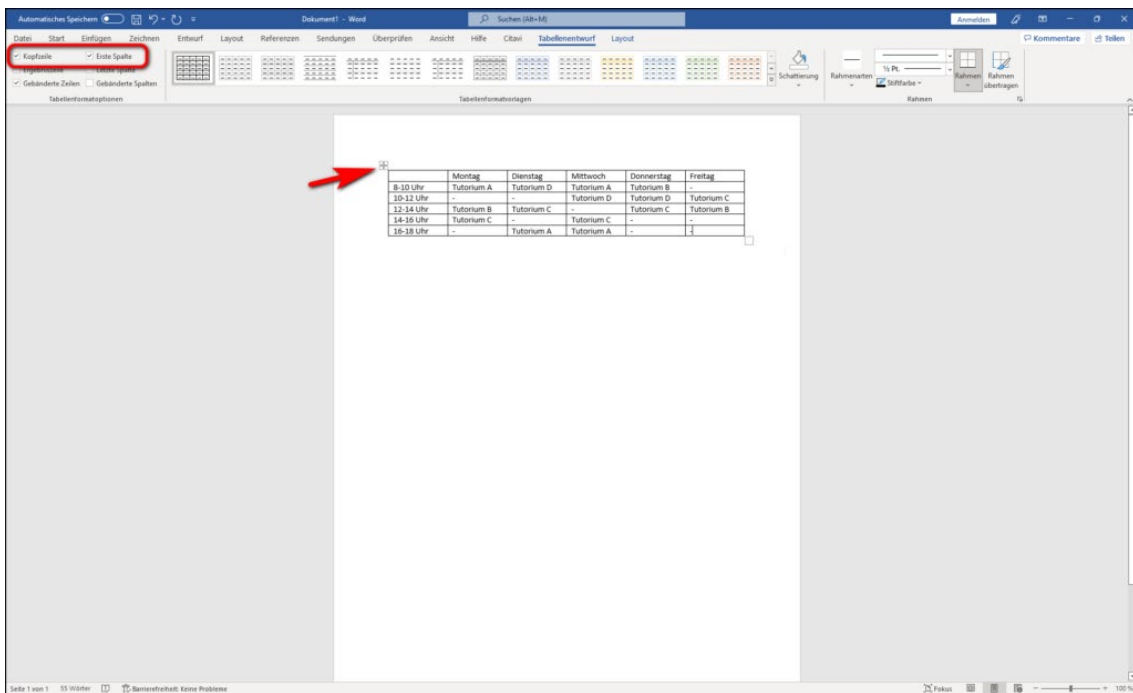 Automatisches Speichern Dokument1 - Word Suchen (Alt+M) Anmelden
Datei Start Einfügen Zeichnen Entwurf Layout Referenzen Sendungen Überprüfen Ansicht Hilfe Citavi Tabellenentwurf Layout Kommentare Teilen
Kopfzeile Erste Spalte
Ergebniszeile Letzte Spalte
Gebänderte Zeilen Gebänderte Spalten
Schattierung Rahmenarten ½ Pt. Stiftfarbe Rahmen Rahmen übertragen
Tabellenformatoptionen Tabellenformatvorlagen Rahmen
Montag Dienstag Mittwoch Donnerstag Freitag
8-10 Uhr Tutorium A Tutorium D Tutorium A Tutorium B -
10-12 Uhr - - Tutorium D Tutorium D Tutorium C
12-14 Uhr Tutorium B Tutorium C - Tutorium C Tutorium B
14-16 Uhr Tutorium C - Tutorium C - -
16-18 Uhr - Tutorium A Tutorium A - -
Seite 1 von 1 55 Wörter Barrierefreiheit: Keine Probleme Fokus 100 %